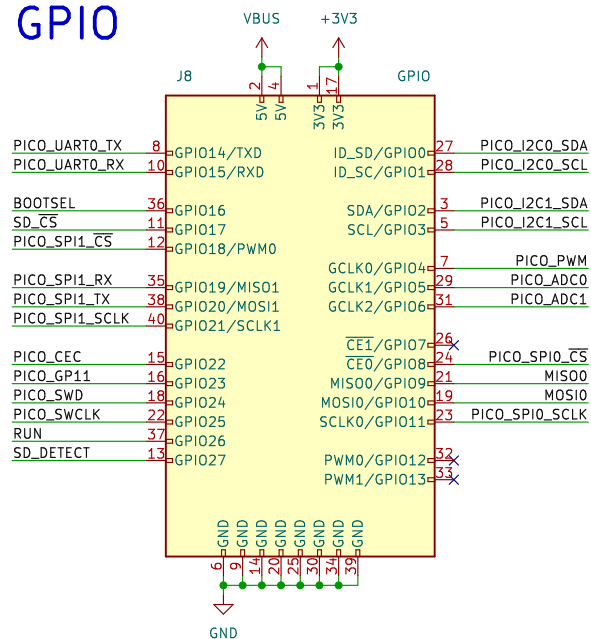 GPIO
VBUS +3V3
J8 GPIO
2 4 1 17
5V 5V 3V3 3V3
PICO_UART0_TX 8 GPIO14/TXD ID_SD/GPIO0 27 PICO_I2C0_SDA
PICO_UART0_RX 10 GPIO15/RXD ID_SC/GPIO1 28 PICO_I2C0_SCL
BOOTSEL 36 GPIO16 SDA/GPIO2 3 PICO_I2C1_SDA
SD_CS 11 GPIO17 SCL/GPIO3 5 PICO_I2C1_SCL
PICO_SPI1_CS 12 GPIO18/PWM0
GCLK0/GPIO4 7 PICO_PWM
PICO_SPI1_RX 35 GPIO19/MISO1 GCLK1/GPIO5 29 PICO_ADC0
PICO_SPI1_TX 38 GPIO20/MOSI1 GCLK2/GPIO6 31 PICO_ADC1
PICO_SPI1_SCLK 40 GPIO21/SCLK1
CE1/GPIO7 26
PICO_CEC 15 GPIO22 CE0/GPIO8 24 PICO_SPI0_CS
PICO_GP11 16 GPIO23 MISO0/GPIO9 21 MISO0
PICO_SWD 18 GPIO24 MOSI0/GPIO10 19 MOSI0
PICO_SWCLK 22 GPIO25 SCLK0/GPIO11 23 PICO_SPI0_SCLK
RUN 37 GPIO26
SD_DETECT 13 GPIO27 PWM0/GPIO12 32
PWM1/GPIO13 33
GND GND GND GND GND GND GND GND
6 9 14 20 25 30 34 39
GND